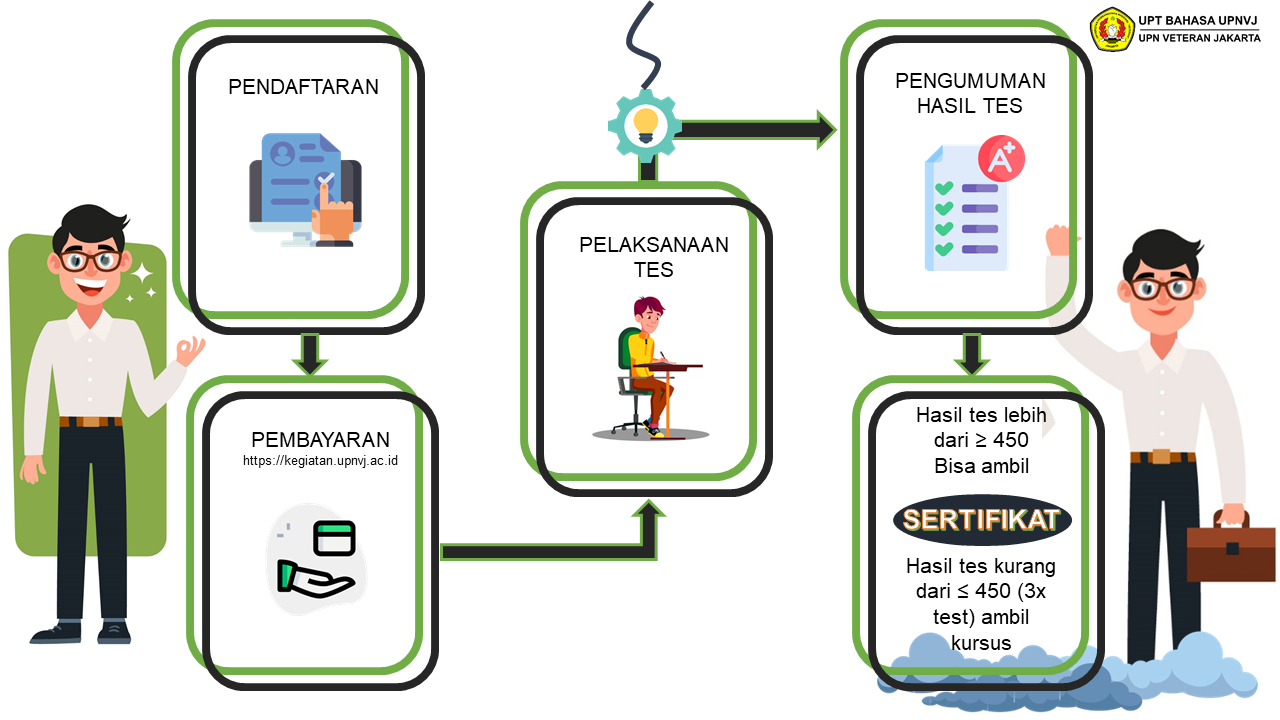 UPT BAHASA UPNVJ
UPN VETERAN JAKARTA
PENDAFTARAN
PEMBAYARAN
https://kegiatan.upnvj.ac.id
PELAKSANAAN
TES
PENGUMUMAN
HASIL TES
A+
Hasil tes lebih
dari ≥ 450
Bisa ambil
SERTIFIKAT
Hasil tes kurang
dari ≤ 450 (3x
test) ambil
kursus